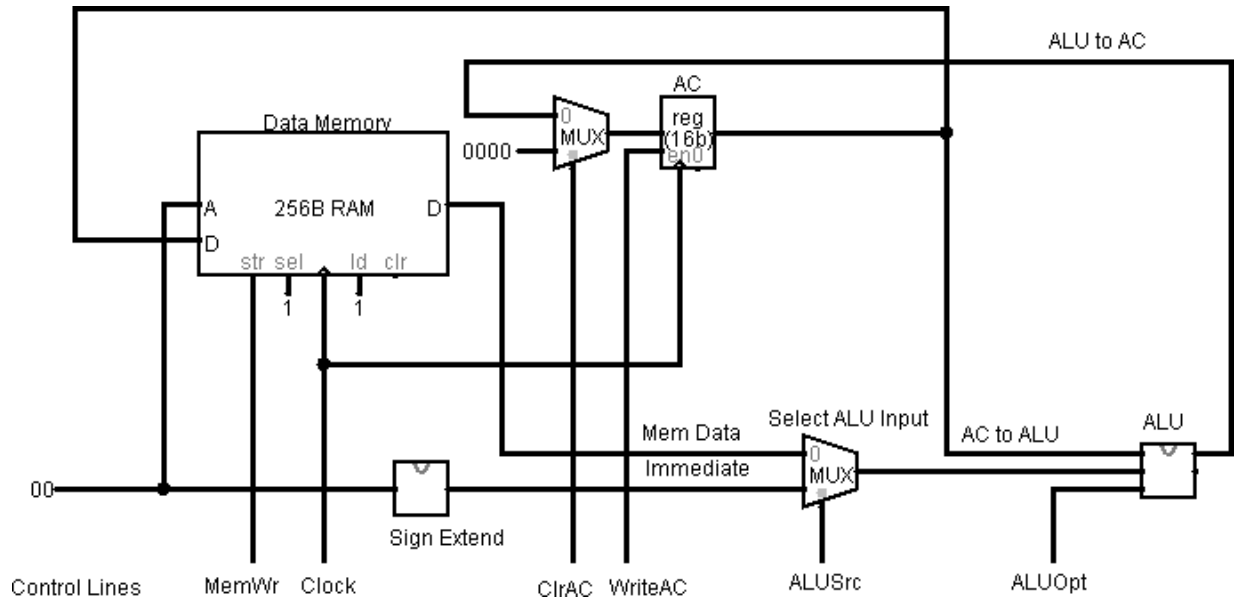 ALU to AC
AC
Data Memory
0
MUX
reg
(16b)
en0
0000
A
256B RAM
D
D
str sel ld clr
1
1
Select ALU Input
ALU
Mem Data
AC to ALU
0
Immediate
MUX
00
Sign Extend
Control Lines
MemWr
Clock
ClrAC
WriteAC
ALUSrc
ALUOpt